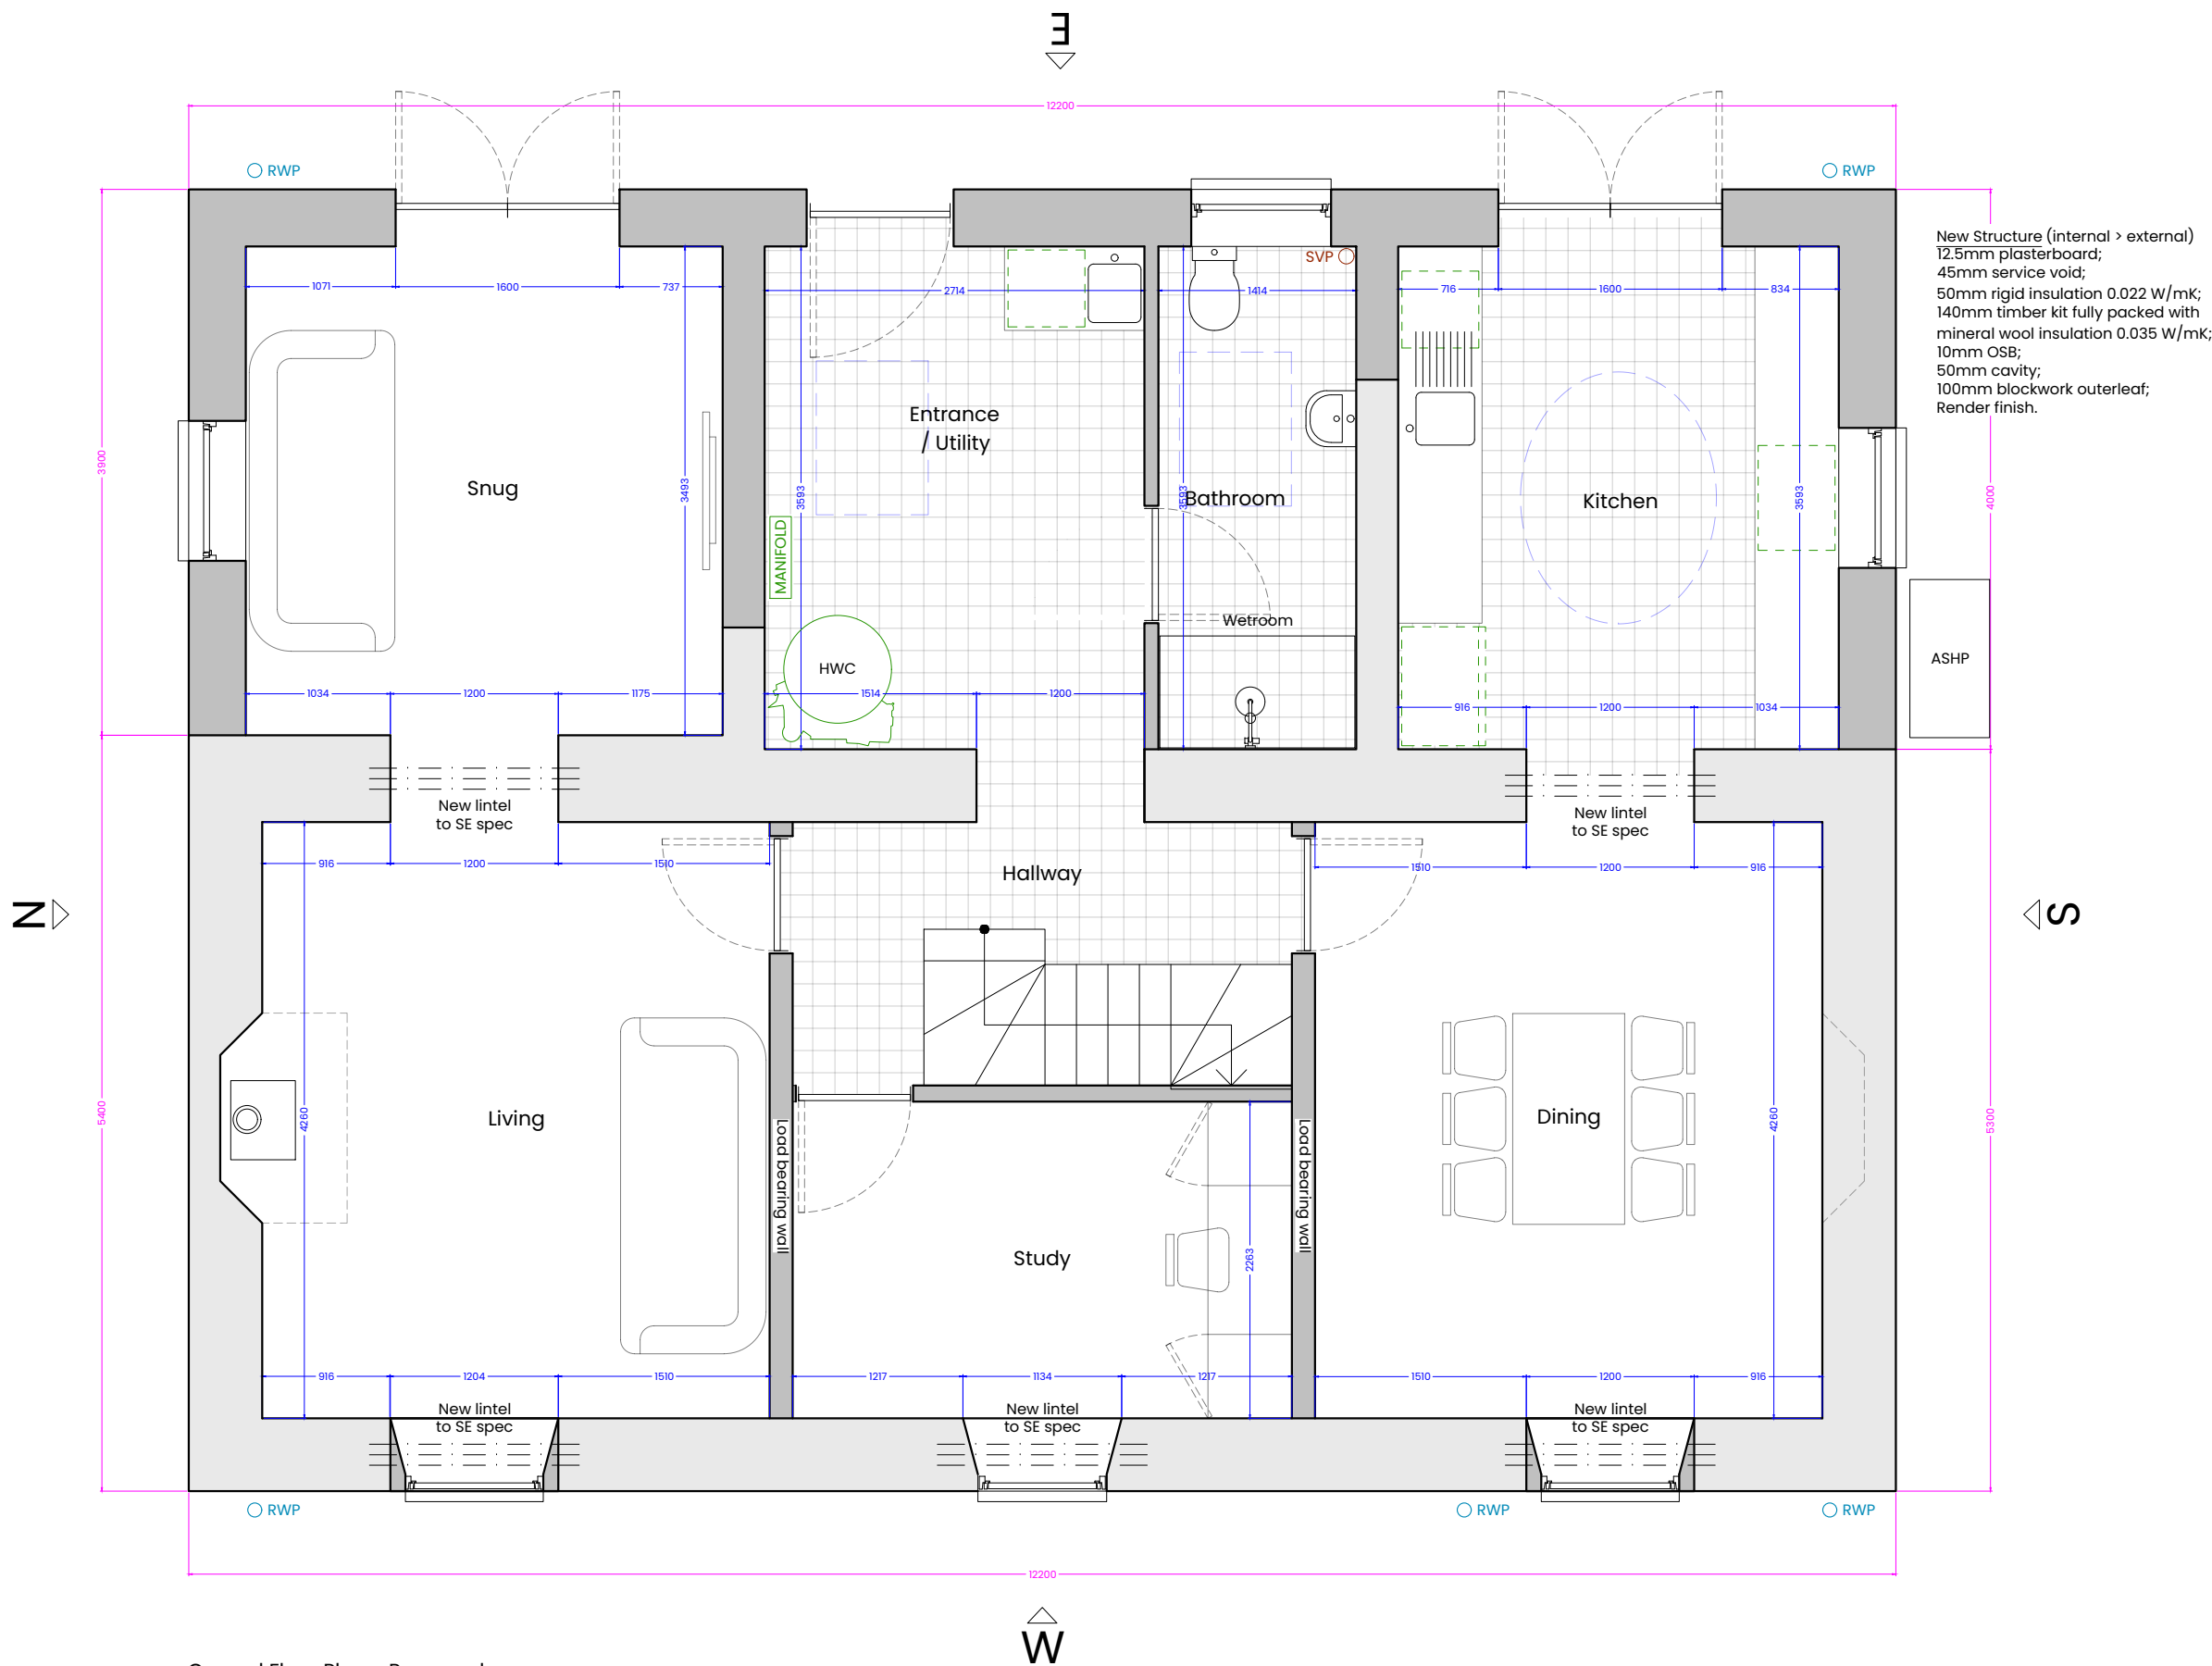 E
12200
RWP
RWP
New Structure (internal > external)
12.5mm plasterboard;
45mm service void;
50mm rigid insulation 0.022 W/mK;
140mm timber kit fully packed with
mineral wool insulation 0.035 W/mK;
10mm OSB;
50mm cavity;
100mm blockwork outerleaf;
Render finish.
SVP
1071
1600
737
2714
1414
716
1600
834
Entrance
/ Utility
3900
Snug
3493
3593
3593
Bathroom
Kitchen
3593
4000
MANIFOLD
Wetroom
HWC
ASHP
1034
1200
1175
1514
1200
916
1200
1034
New lintel
to SE spec
New lintel
to SE spec
916
1200
1510
Hallway
1510
1200
916
N
S
5400
4260
Living
Load bearing wall
Load bearing wall
Dining
4260
5300
Study
2263
916
1204
1510
1217
1134
1217
1510
1200
916
New lintel
to SE spec
New lintel
to SE spec
New lintel
to SE spec
RWP
RWP
RWP
12200
W